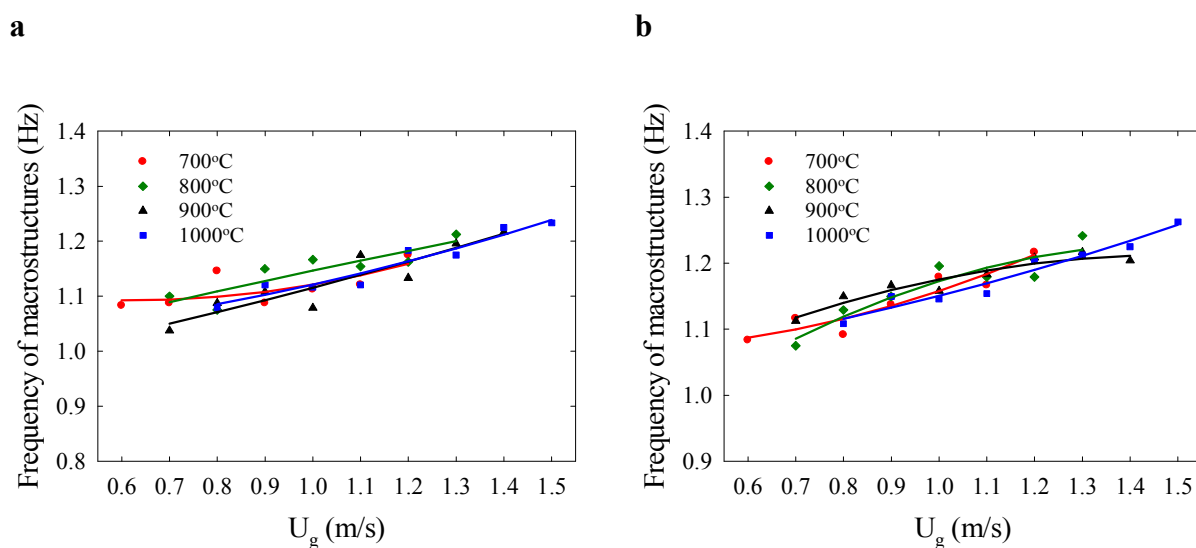 a
Frequency of macrostructures (Hz)
1.4
1.3
1.2
1.1
1.0
0.9
0.8
700°C
800°C
900°C
1000°C
0.6 0.7 0.8 0.9 1.0 1.1 1.2 1.3 1.4 1.5
U_g (m/s)
b
Frequency of macrostructures (Hz)
1.4
1.3
1.2
1.1
1.0
0.9
700°C
800°C
900°C
1000°C
0.6 0.7 0.8 0.9 1.0 1.1 1.2 1.3 1.4 1.5
U_g (m/s)